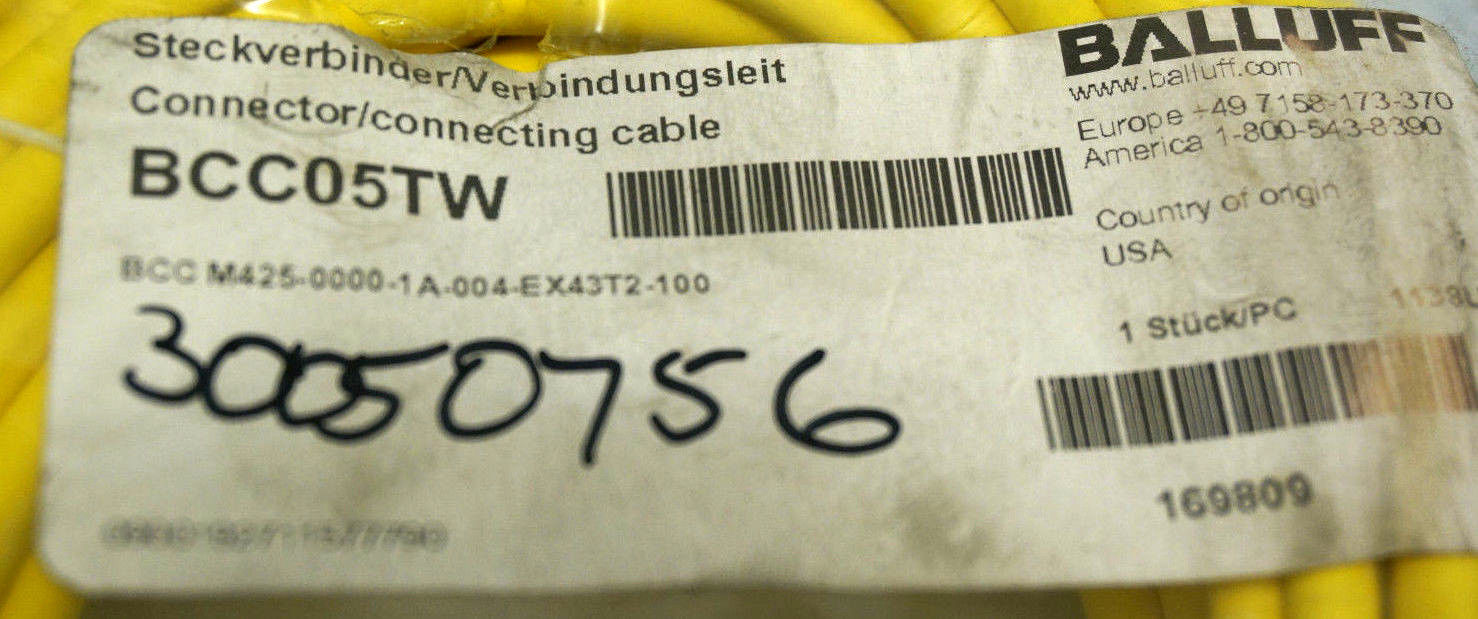 Steckverbinder/Verbindungsleit
Connector/connecting cable
BCC05TW
BCC M425-0000-1A-004-EX43T2-100
30050756
BALLUFF
www.balluff.com
Europe +49 7158-173-370
America 1-800-543-8390
Country of origin
USA
1 Stück/PC
1138L
169809